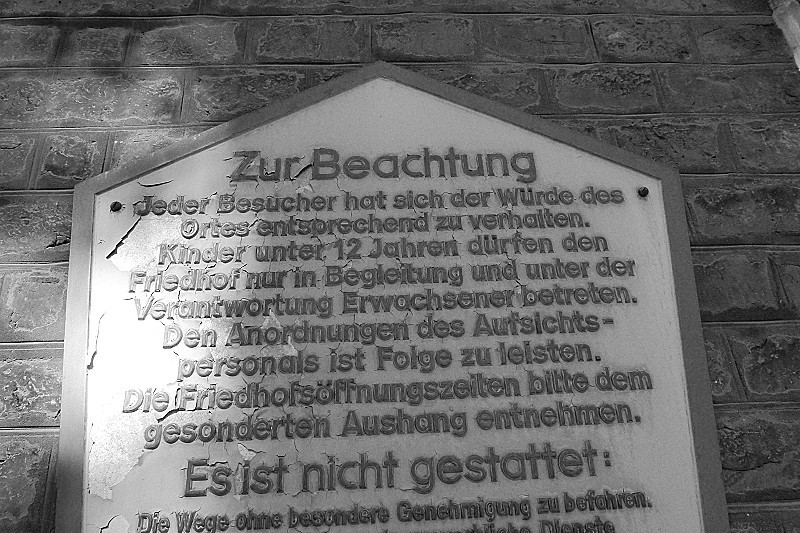 Zur Beachtung
Jeder Besucher hat sich der Würde des
Ortes entsprechend zu verhalten.
Kinder unter 12 Jahren dürfen den
Friedhof nur in Begleitung und unter der
Verantwortung Erwachsener betreten.
Den Anordnungen des Aufsichts-
personals ist Folge zu leisten.
Die Friedhofsöffnungszeiten bitte dem
gesonderten Aushang entnehmen.
Es ist nicht gestattet:
Die Wege ohne besondere Genehmigung zu befahren.
Dienste